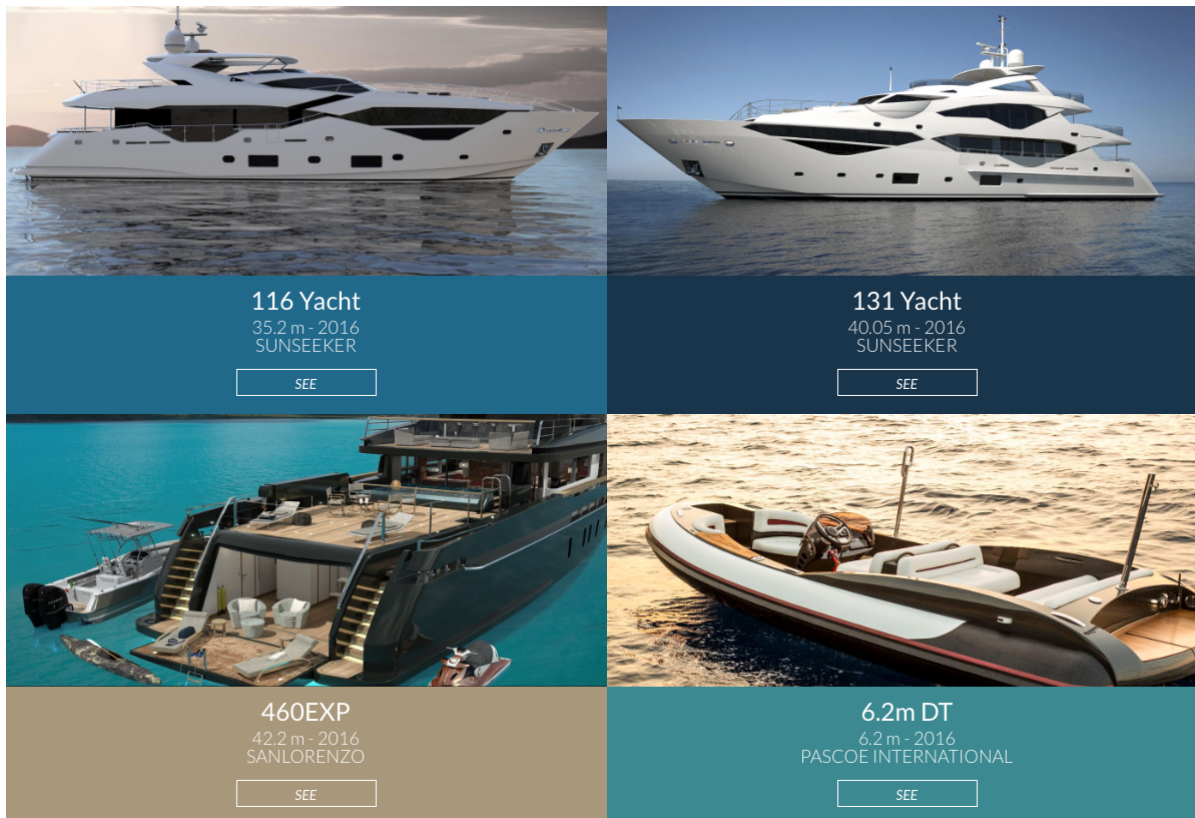 116 Yacht
35.2 m - 2016
SUNSEEKER
SEE
131 Yacht
40.05 m - 2016
SUNSEEKER
SEE
460EXP
42.2 m - 2016
SANLORENZO
SEE
6.2m DT
6.2 m - 2016
PASCOE INTERNATIONAL
SEE